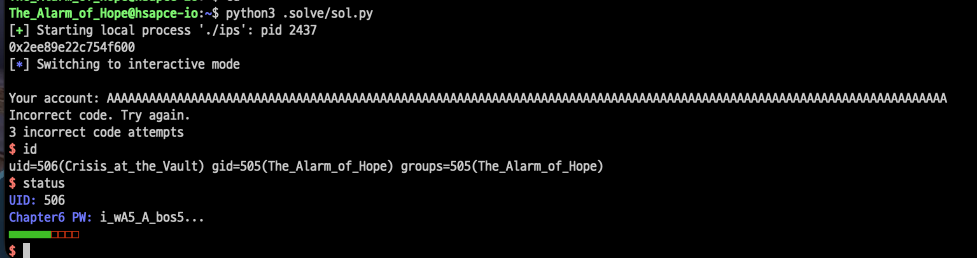 The_Alarm_of_Hope@hsapce-io:~$ python3 .solve/sol.py
[+] Starting local process './ips': pid 2437
0x2ee89e22c754f600
[*] Switching to interactive mode
Your account: AAAAAAAAAAAAAAAAAAAAAAAAAAAAAAAAAAAAAAAAAAAAAAAAAAAAAAAAAAAAAAAAAAAAAAAAAAAAAAAAAAAAAAAAAAAAAAAAAAAAAAAAAAAAAAAAAAAAAAAA
Incorrect code. Try again.
3 incorrect code attempts
$ id
uid=506(Crisis_at_the_Vault) gid=505(The_Alarm_of_Hope) groups=505(The_Alarm_of_Hope)
$ status
UID: 506
Chapter6 PW: i_wA5_A_bos5...
$